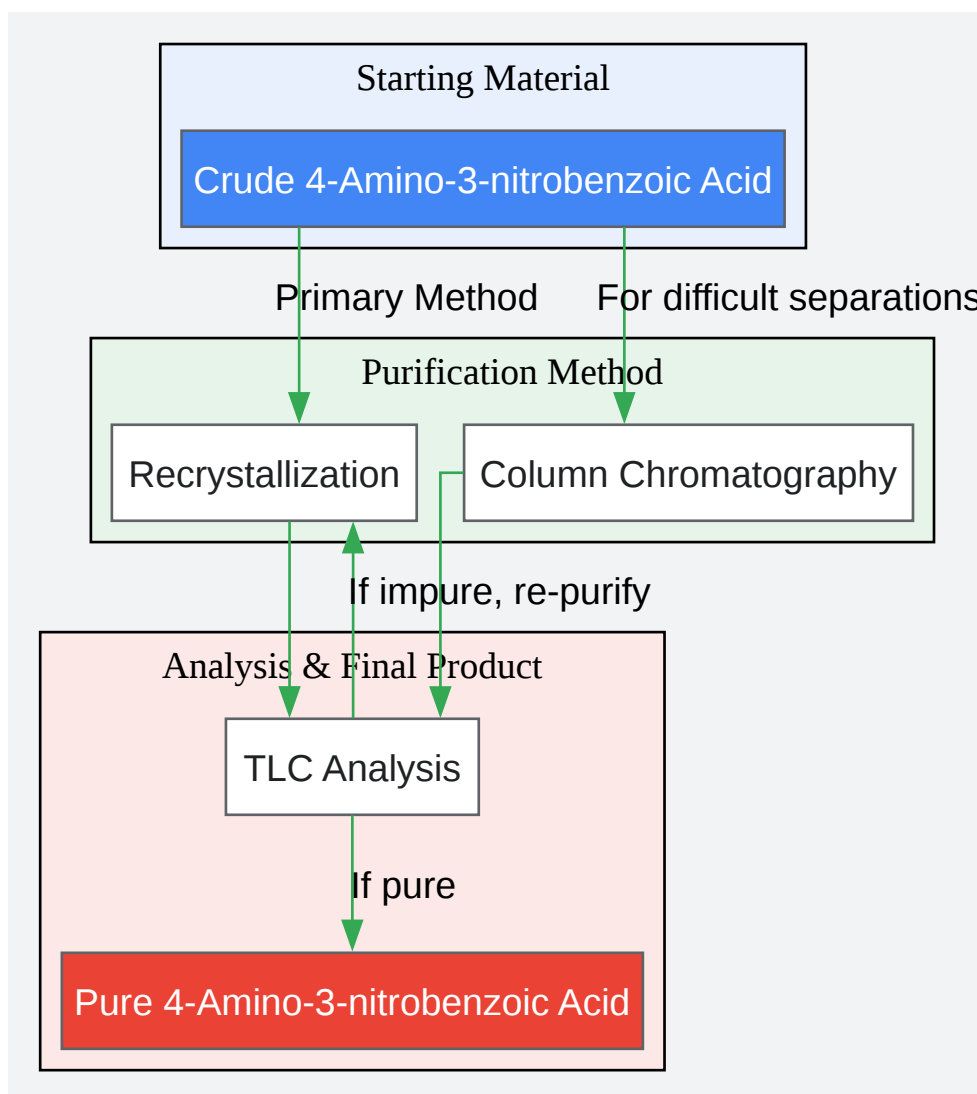 Starting Material
Crude 4-Amino-3-nitrobenzoic Acid
Primary Method
For difficult separations
Purification Method
Recrystallization
Column Chromatography
If impure, re-purify
Analysis & Final Product
TLC Analysis
If pure
Pure 4-Amino-3-nitrobenzoic Acid